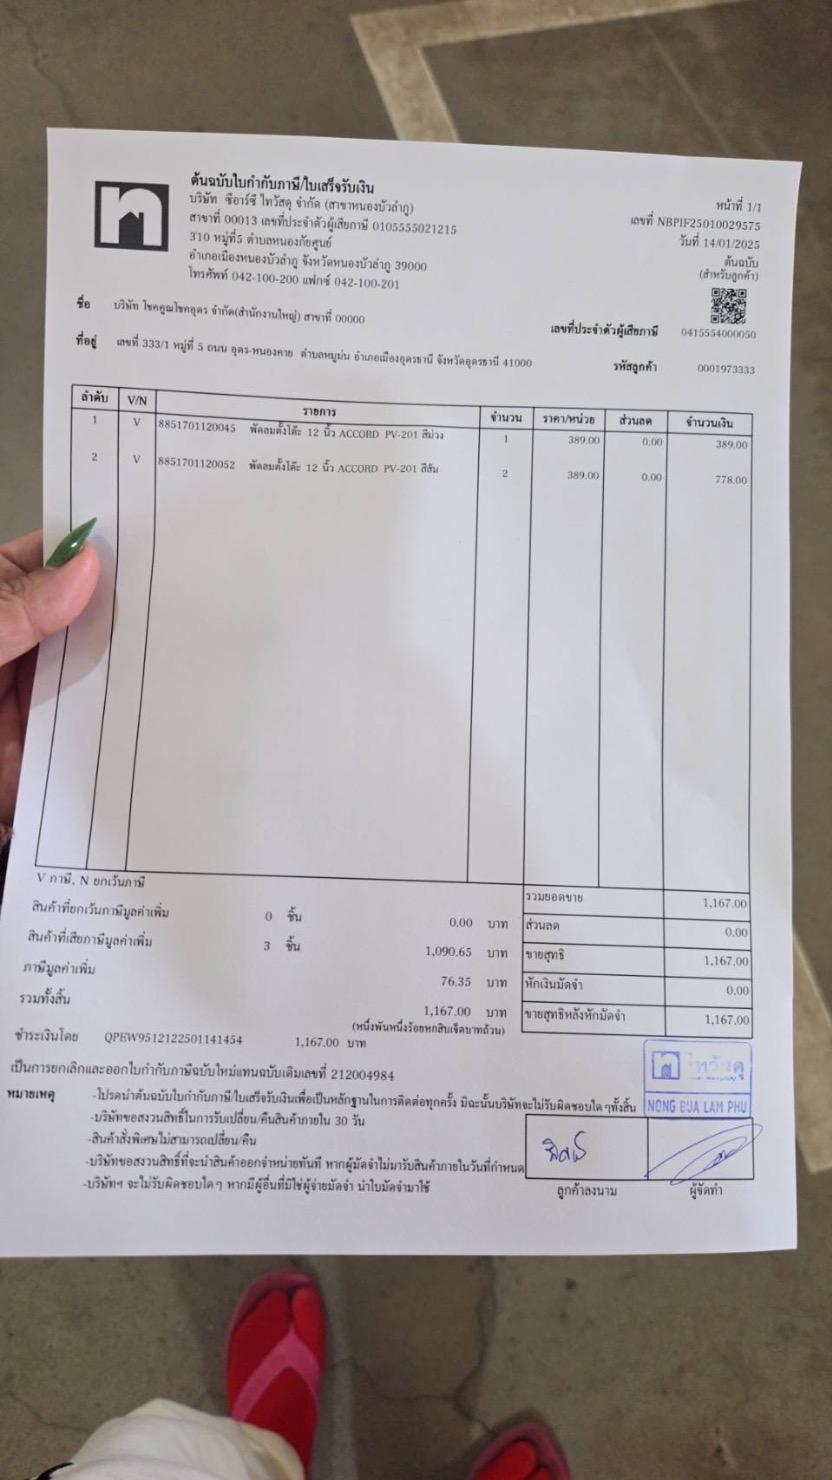 ต้นฉบับใบกำกับภาษี/ใบเสร็จรับเงิน
บริษัท ซีอาร์ซี ไทวัสดุ จำกัด (สาขาหนองบัวลำภู)
สาขาที่ 00013 เลขที่ประจำตัวผู้เสียภาษี 0105555021215
310 หมู่ที่5 ตำบลหนองภัยศูนย์
อำเภอเมืองหนองบัวลำภู จังหวัดหนองบัวลำภู 39000
โทรศัพท์ 042-100-200 แฟกซ์ 042-100-201
หน้าที่ 1/1
เลขที่ NBPIF25010029575
วันที่ 14/01/2025
ต้นฉบับ
(สำหรับลูกค้า)
ชื่อ บริษัท โชคคูณโชคอุดร จำกัด(สำนักงานใหญ่) สาขาที่ 00000
เลขที่ประจำตัวผู้เสียภาษี 0415554000050
ที่อยู่ เลขที่ 333/1 หมู่ที่ 5 ถนน อุดร-หนองคาย ตำบลหมูม่น อำเภอเมืองอุดรธานี จังหวัดอุดรธานี 41000
รหัสลูกค้า 0001973333
ลำดับ V/N รายการ จำนวน ราคา/หน่วย ส่วนลด จำนวนเงิน
1 V 8851701120045 พัดลมตั้งโต๊ะ 12 นิ้ว ACCORD PV-201 สีม่วง 1 389.00 0.00 389.00
2 V 8851701120052 พัดลมตั้งโต๊ะ 12 นิ้ว ACCORD PV-201 สีส้ม 2 389.00 0.00 778.00
V ภาษี, N ยกเว้นภาษี
สินค้าที่ยกเว้นภาษีมูลค่าเพิ่ม 0 ชิ้น 0.00 บาท
สินค้าที่เสียภาษีมูลค่าเพิ่ม 3 ชิ้น 1,090.65 บาท
ภาษีมูลค่าเพิ่ม 76.35 บาท
รวมทั้งสิ้น 1,167.00 บาท
(หนึ่งพันหนึ่งร้อยหกสิบเจ็ดบาทถ้วน)
รวมยอดขาย 1,167.00
ส่วนลด 0.00
ขายสุทธิ 1,167.00
หักเงินมัดจำ 0.00
ขายสุทธิหลังหักมัดจำ 1,167.00
ชำระเงินโดย QPEW9512122501141454 1,167.00 บาท
เป็นการยกเลิกและออกใบกำกับภาษีฉบับใหม่แทนฉบับเดิมเลขที่ 212004984
หมายเหตุ -โปรดนำต้นฉบับใบกำกับภาษี/ใบเสร็จรับเงินเพื่อเป็นหลักฐานในการติดต่อทุกครั้ง มิฉะนั้นบริษัทจะไม่รับผิดชอบใดๆทั้งสิ้น
-บริษัทขอสงวนสิทธิ์ในการรับเปลี่ยน/คืนสินค้าภายใน 30 วัน
-สินค้าสั่งพิเศษไม่สามารถเปลี่ยน/คืน
-บริษัทขอสงวนสิทธิ์ที่จะนำสินค้าออกจำหน่ายทันที หากผู้มัดจำไม่มารับสินค้าภายในวันที่กำหนด
-บริษัทฯ จะไม่รับผิดชอบใดๆ หากมีผู้อื่นที่มิใช่ผู้จ่ายมัดจำ นำใบมัดจำมาใช้
ไทวัสดุ
NONG BUA LAM PHU
ลูกค้าลงนาม ผู้จัดทำ